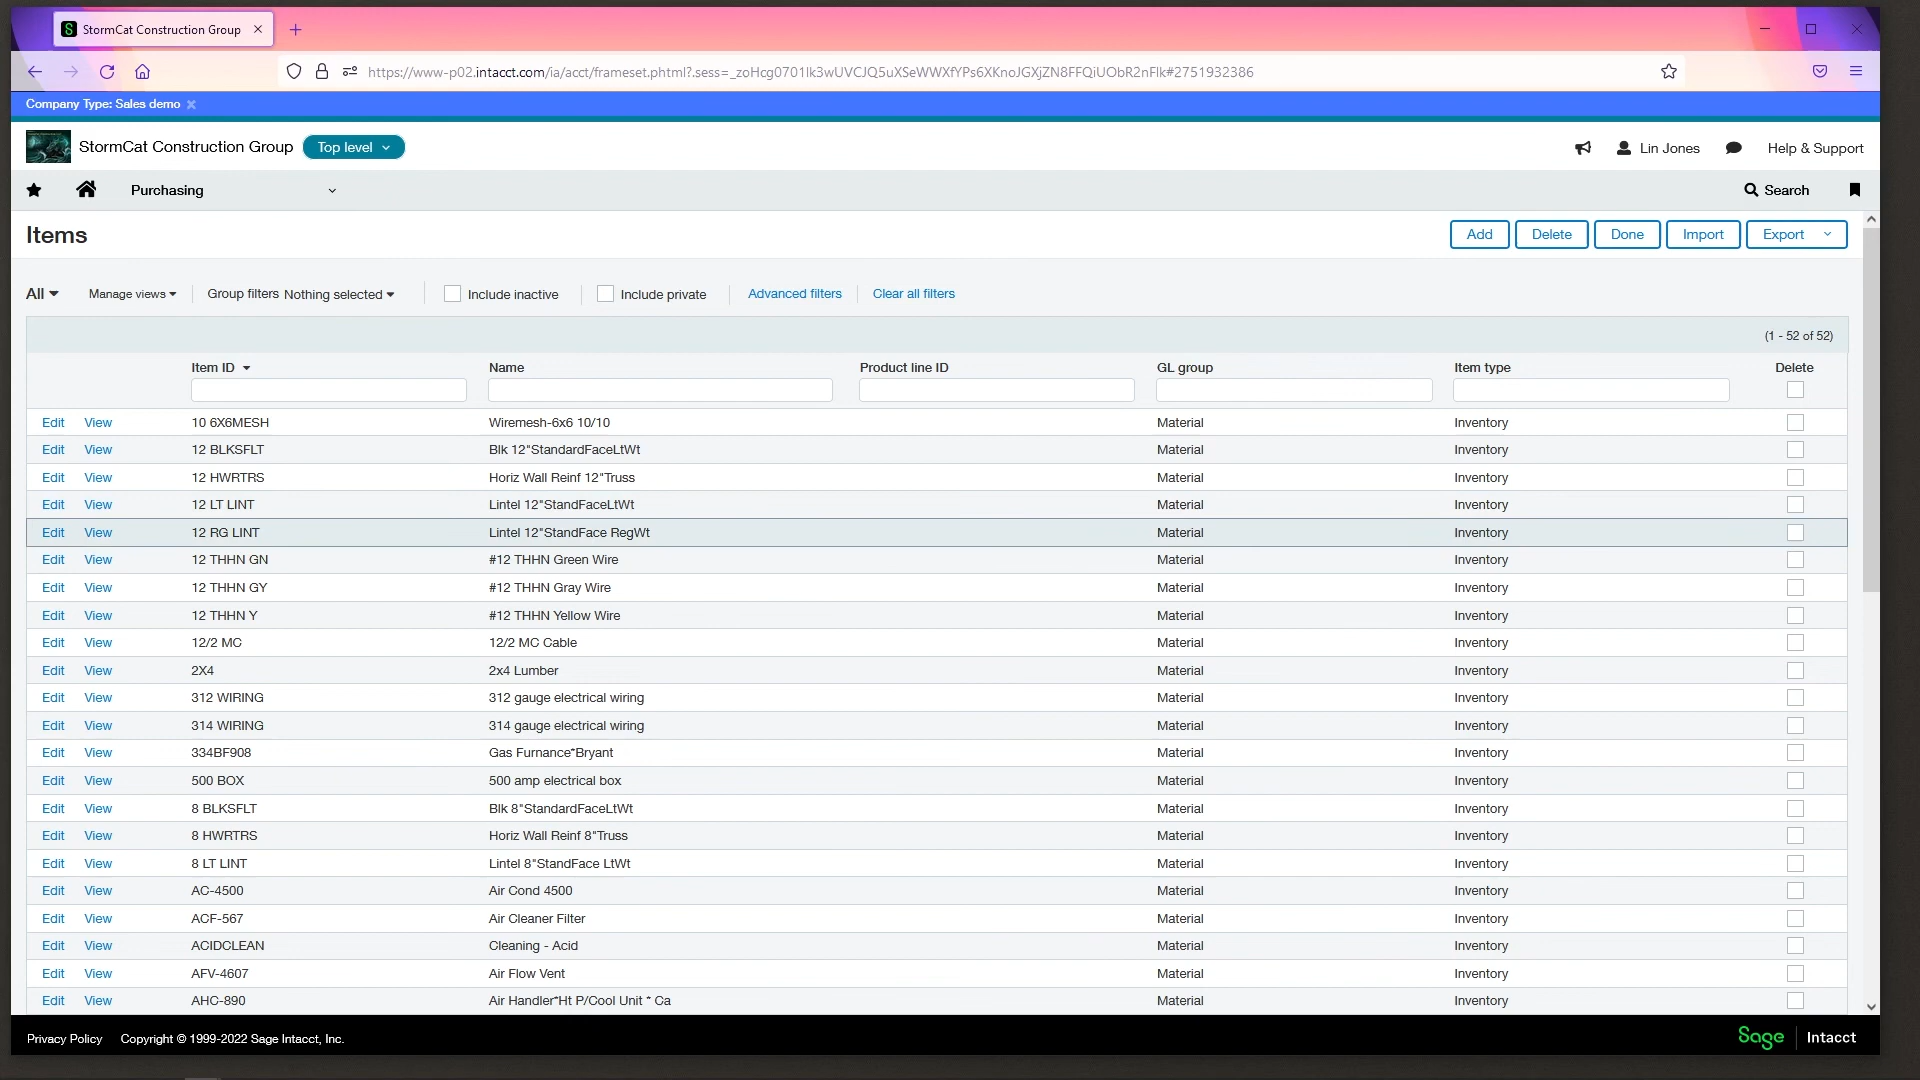 StormCat Construction Group
https://www-p02.intacct.com/ia/acct/frameset.phtml?.sess=_zoHcg0701lk3wUVCJQ5uXSeWWXfYPs6XKnoJGXjZN8FFQiUObR2nFlk#2751932386
Company Type: Sales demo
StormCat Construction Group Top level Lin Jones Help & Support
Purchasing Search
Items Add Delete Done Import Export
All Manage views Group filters Nothing selected Include inactive Include private Advanced filters Clear all filters
(1 - 52 of 52)
Item ID Name Product line ID GL group Item type Delete
Edit View 10 6X6MESH Wiremesh-6x6 10/10 Material Inventory
Edit View 12 BLKSFLT Blk 12"StandardFaceLtWt Material Inventory
Edit View 12 HWRTRS Horiz Wall Reinf 12"Truss Material Inventory
Edit View 12 LT LINT Lintel 12"StandFaceLtWt Material Inventory
Edit View 12 RG LINT Lintel 12"StandFace RegWt Material Inventory
Edit View 12 THHN GN #12 THHN Green Wire Material Inventory
Edit View 12 THHN GY #12 THHN Gray Wire Material Inventory
Edit View 12 THHN Y #12 THHN Yellow Wire Material Inventory
Edit View 12/2 MC 12/2 MC Cable Material Inventory
Edit View 2X4 2x4 Lumber Material Inventory
Edit View 312 WIRING 312 gauge electrical wiring Material Inventory
Edit View 314 WIRING 314 gauge electrical wiring Material Inventory
Edit View 334BF908 Gas Furnance*Bryant Material Inventory
Edit View 500 BOX 500 amp electrical box Material Inventory
Edit View 8 BLKSFLT Blk 8"StandardFaceLtWt Material Inventory
Edit View 8 HWRTRS Horiz Wall Reinf 8"Truss Material Inventory
Edit View 8 LT LINT Lintel 8"StandFace LtWt Material Inventory
Edit View AC-4500 Air Cond 4500 Material Inventory
Edit View ACF-567 Air Cleaner Filter Material Inventory
Edit View ACIDCLEAN Cleaning - Acid Material Inventory
Edit View AFV-4607 Air Flow Vent Material Inventory
Edit View AHC-890 Air Handler*Ht P/Cool Unit * Ca Material Inventory
Privacy Policy Copyright © 1999-2022 Sage Intacct, Inc. Sage Intacct